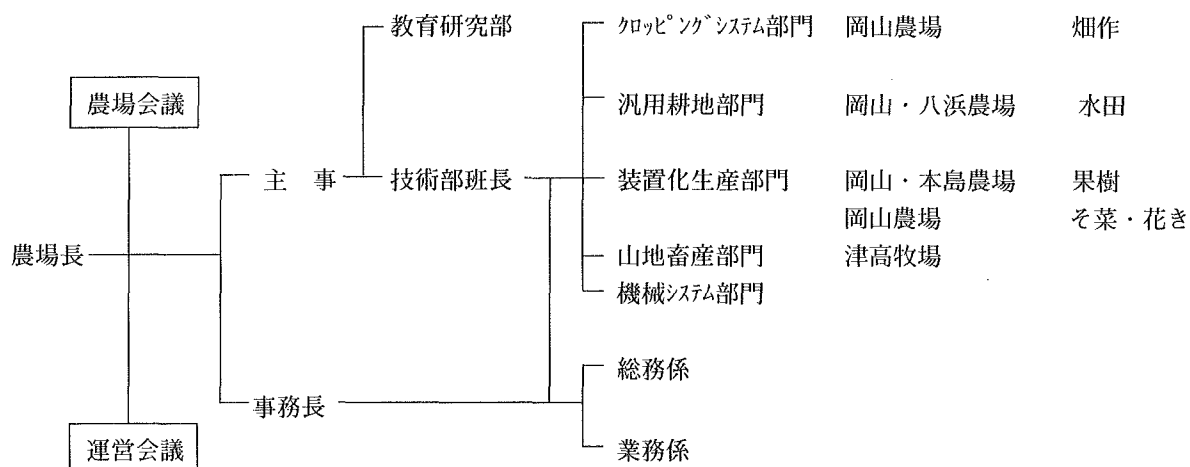 教育研究部
クロッピングシステム部門 岡山農場 畑作
農場会議
汎用耕地部門 岡山・八浜農場 水田
主 事 技術部班長 装置化生産部門 岡山・本島農場 果樹
岡山農場 そ菜・花き
農場長 山地畜産部門 津高牧場
機械システム部門
総務係
事務長
運営会議 業務係